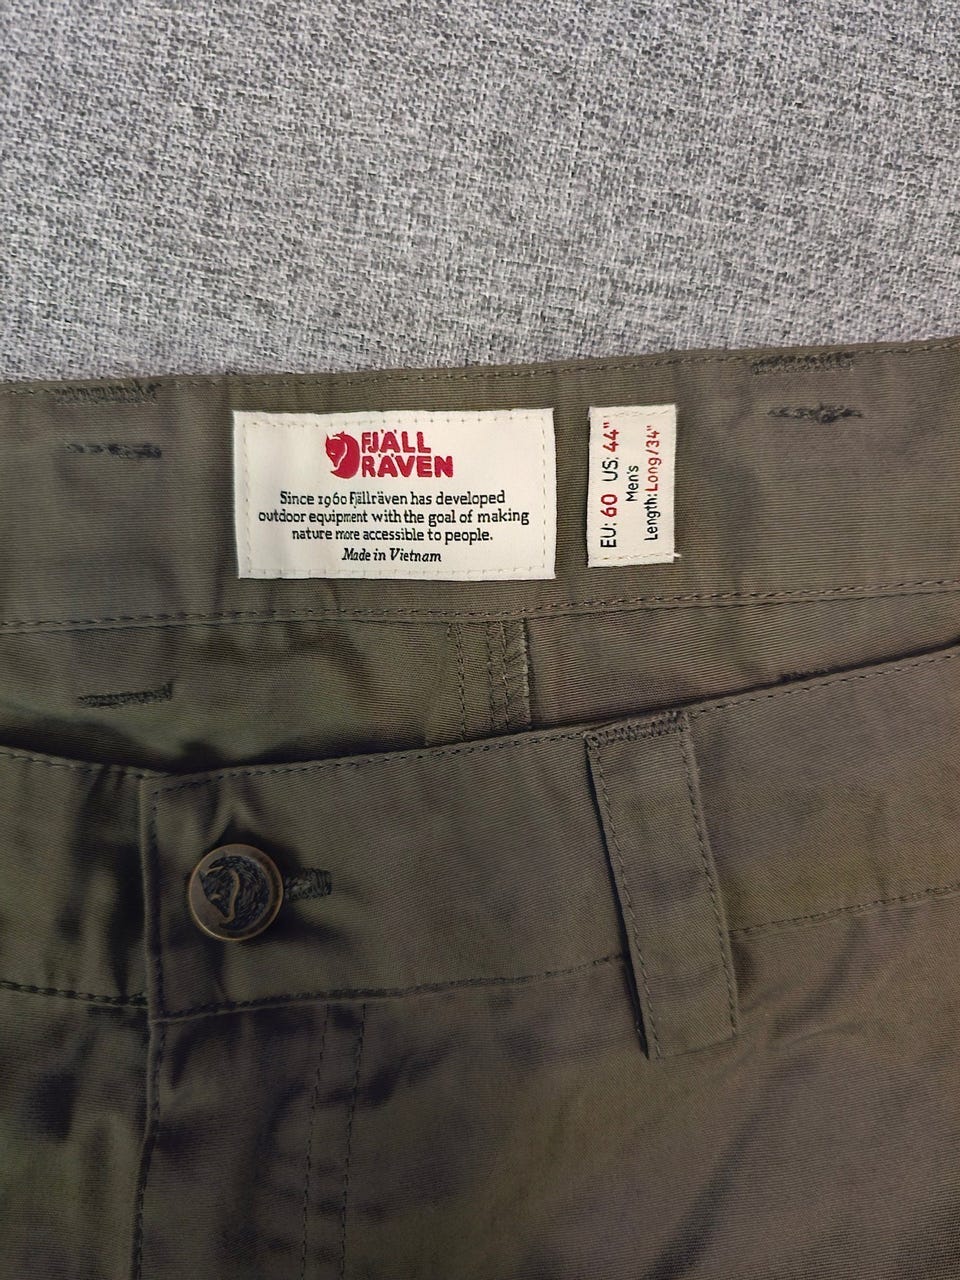 FJÄLL
RÄVEN
Since 1960 Fjällräven has developed
outdoor equipment with the goal of making
nature more accessible to people.
Made in Vietnam
EU: 60 US: 44"
Men's
Length: Long/34"